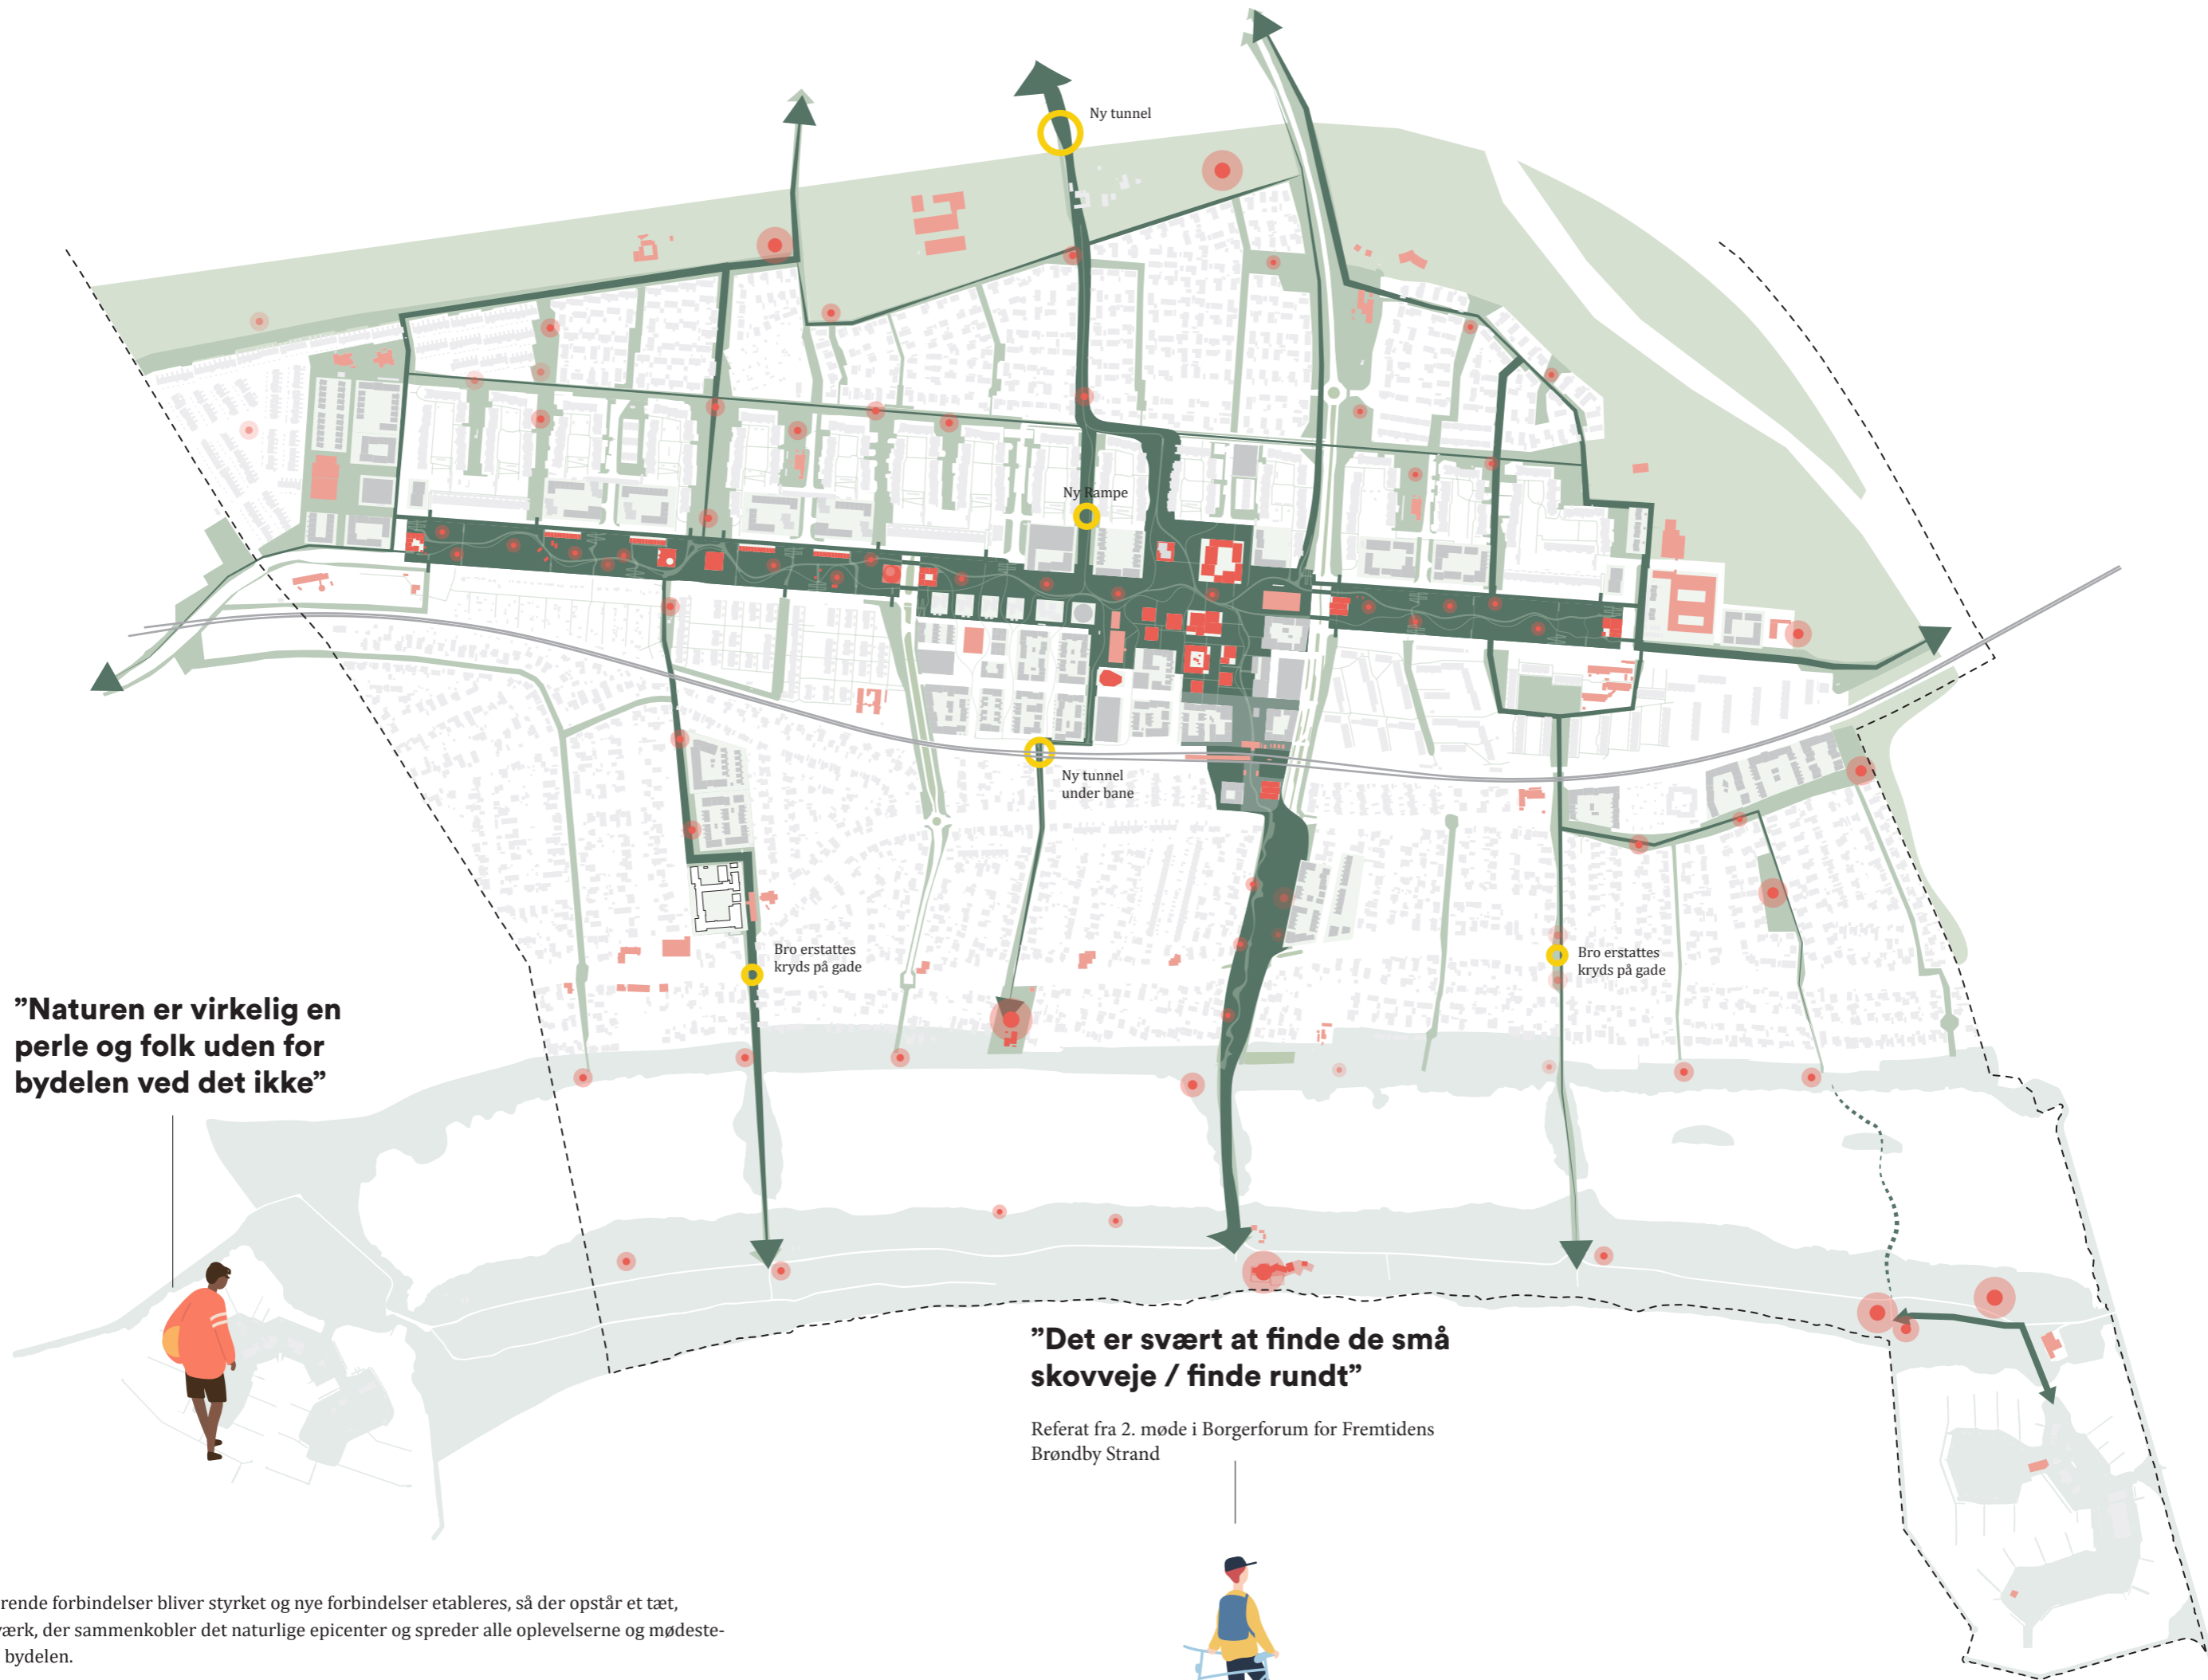 Ny tunnel
Ny Rampe
Ny tunnel
under bane
Bro erstattes
kryds på gade
Bro erstattes
kryds på gade
”Naturen er virkelig en
perle og folk uden for
bydelen ved det ikke”
”Det er svært at finde de små
skovveje / finde rundt”
Referat fra 2. møde i Borgerforum for Fremtidens
Brøndby Strand
rende forbindelser bliver styrket og nye forbindelser etableres, så der opstår et tæt,
værk, der sammenkobler det naturlige epicenter og spreder alle oplevelserne og mødeste-
bydelen.